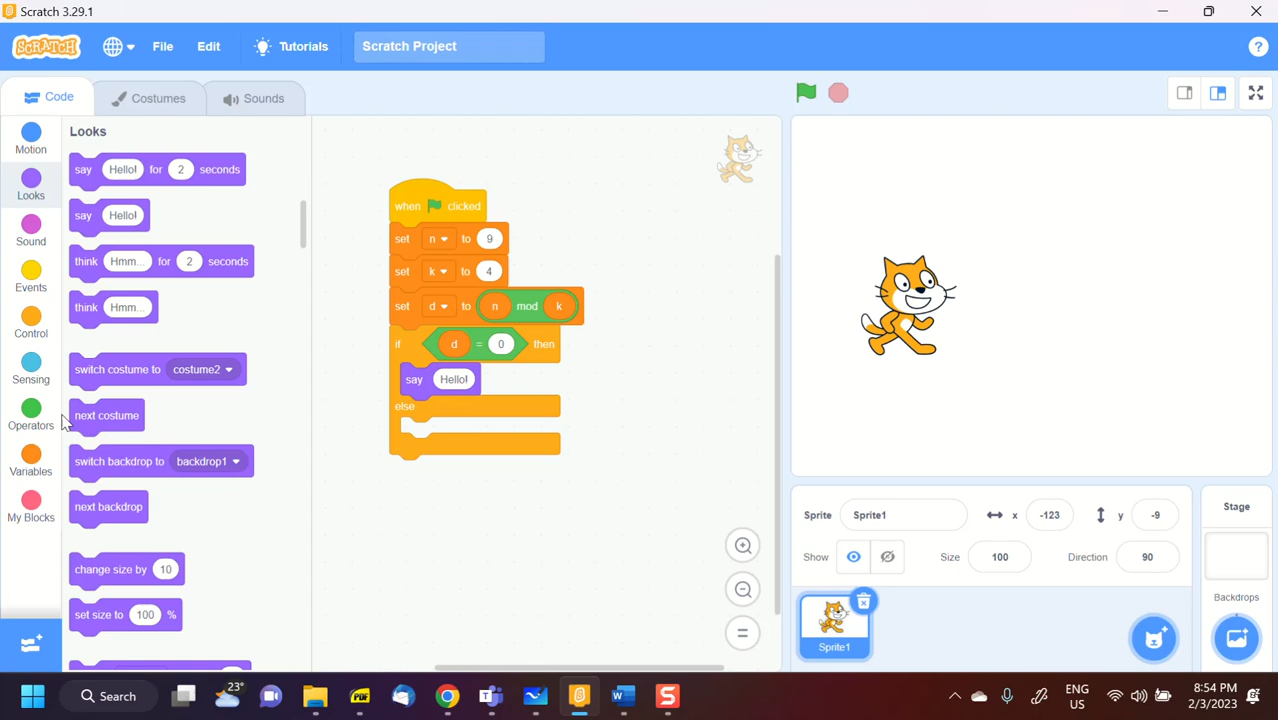 Scratch 3.29.1
SCRATCH File Edit Tutorials Scratch Project ?
Code Costumes Sounds
Motion
Looks
Sound
Events
Control
Sensing
Operators
Variables
My Blocks
Looks
say Hello! for 2 seconds
say Hello!
think Hmm... for 2 seconds
think Hmm...
switch costume to costume2
next costume
switch backdrop to backdrop1
next backdrop
change size by 10
set size to 100 %
when clicked
set n to 9
set k to 4
set d to n mod k
if d = 0 then
say Hello!
else
Sprite Sprite1 x -123 y -9
Show Size 100 Direction 90
Sprite1
Stage
Backdrops
Search 23° PDF S ENG US 8:54 PM 2/3/2023